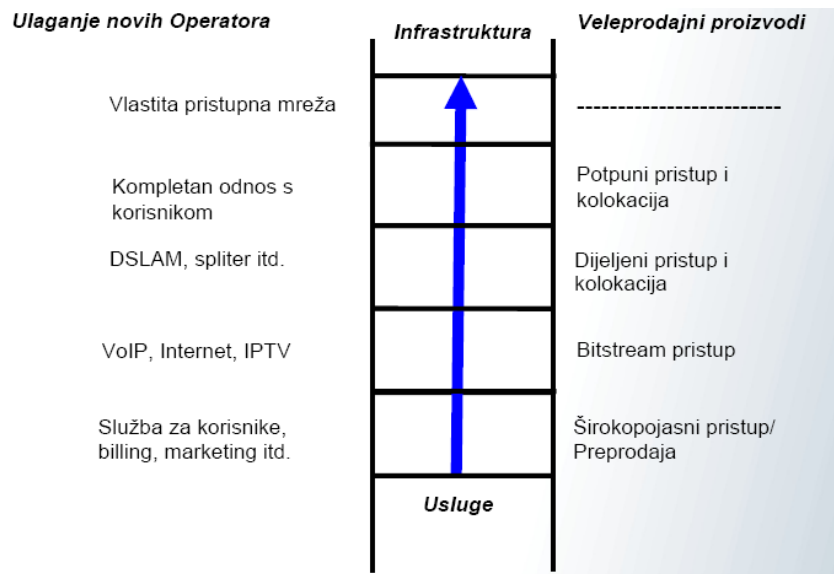 Ulaganje novih Operatora
Infrastruktura
Veleprodajni proizvodi
Vlastita pristupna mreža
--------------------------
Kompletan odnos s
korisnikom
Potpuni pristup i
kolokacija
DSLAM, spliter itd.
Dijeljeni pristup i
kolokacija
VoIP, Internet, IPTV
Bitstream pristup
Služba za korisnike,
billing, marketing itd.
Širokopojasni pristup/
Preprodaja
Usluge